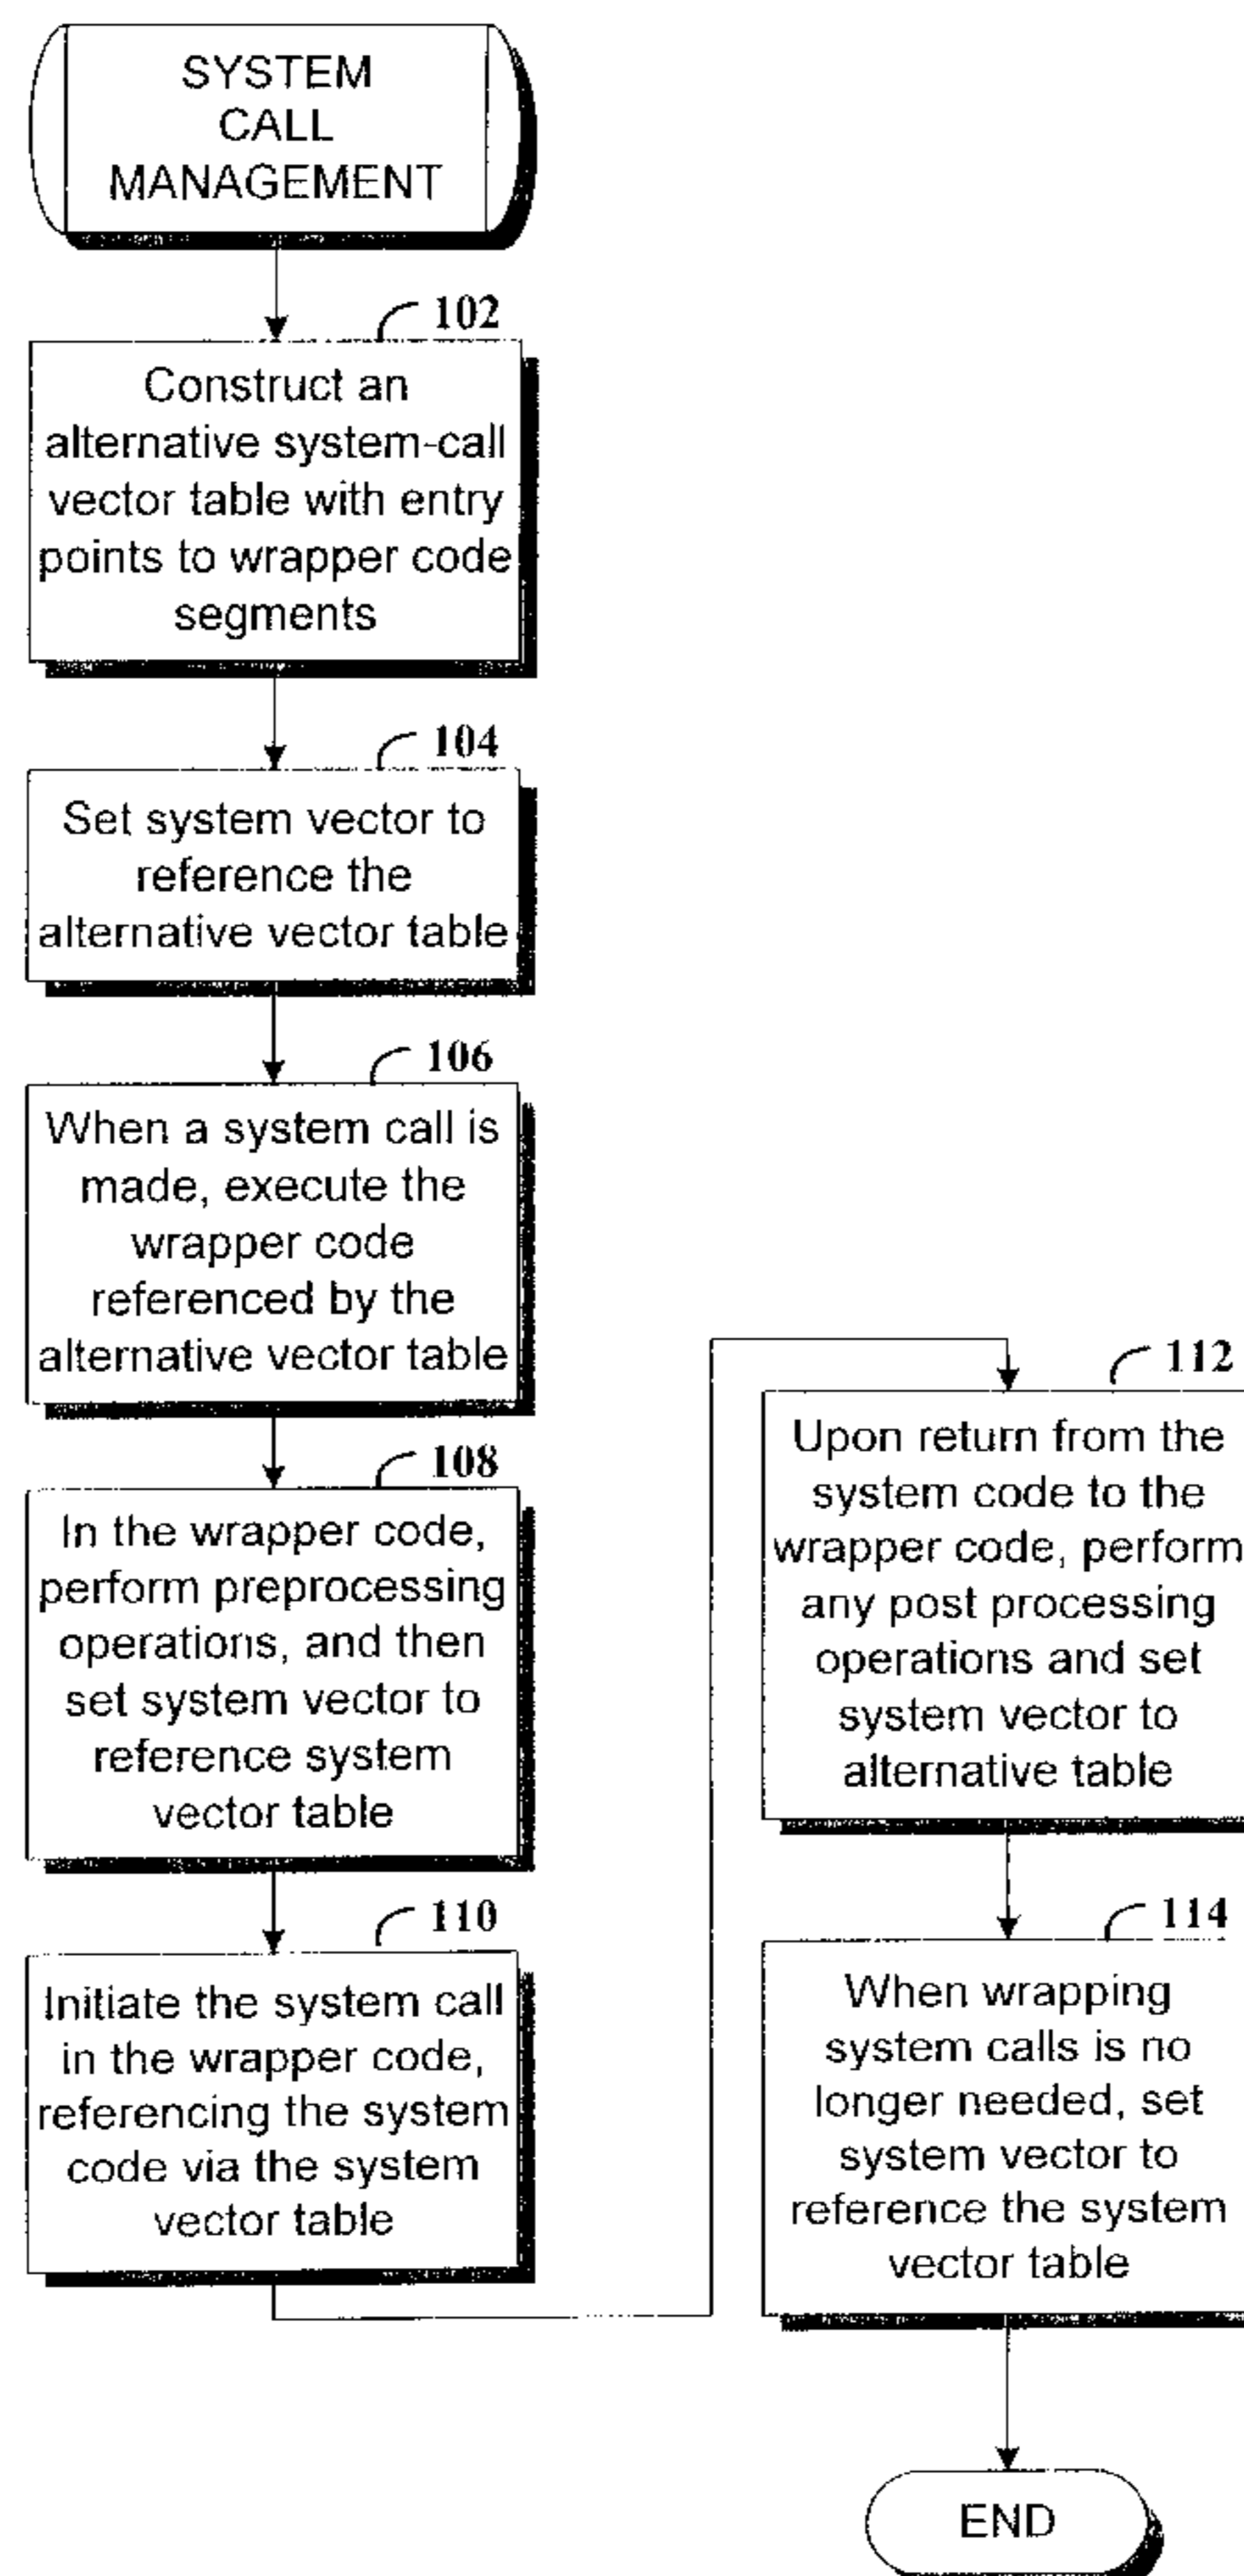 SYSTEM
CALL
MANAGEMENT
102
Construct an
alternative system-call
vector table with entry
points to wrapper code
segments
104
Set system vector to
reference the
alternative vector table
106
When a system call is
made, execute the
wrapper code
referenced by the
alternative vector table
108
In the wrapper code,
perform preprocessing
operations, and then
set system vector to
reference system
vector table
110
Initiate the system call
in the wrapper code,
referencing the system
code via the system
vector table
112
Upon return from the
system code to the
wrapper code, perform
any post processing
operations and set
system vector to
alternative table
114
When wrapping
system calls is no
longer needed, set
system vector to
reference the system
vector table
END